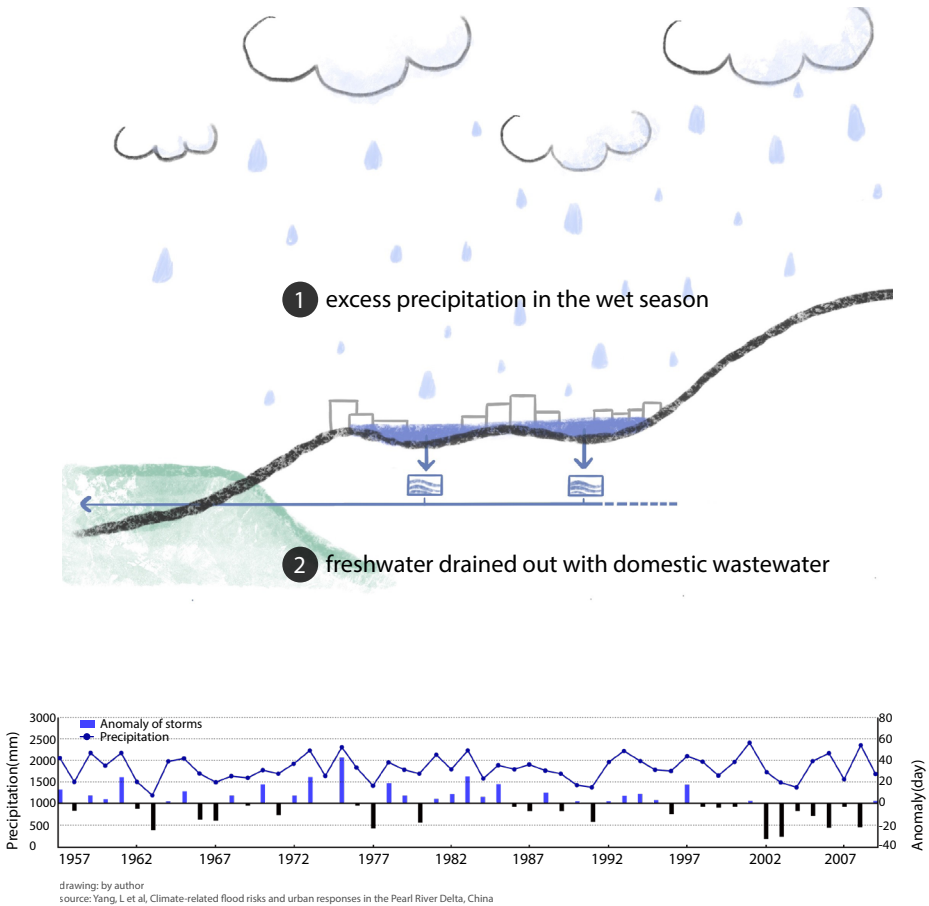 1 excess precipitation in the wet season
2 freshwater drained out with domestic wastewater
Precipitation(mm)
3000
2500
2000
1500
1000
500
0
Anomaly of storms
Precipitation
80
60
40
20
0
-20
-40
Anomaly(day)
1957 1962 1967 1972 1977 1982 1987 1992 1997 2002 2007
drawing: by author
source: Yang, L et al, Climate-related flood risks and urban responses in the Pearl River Delta, China